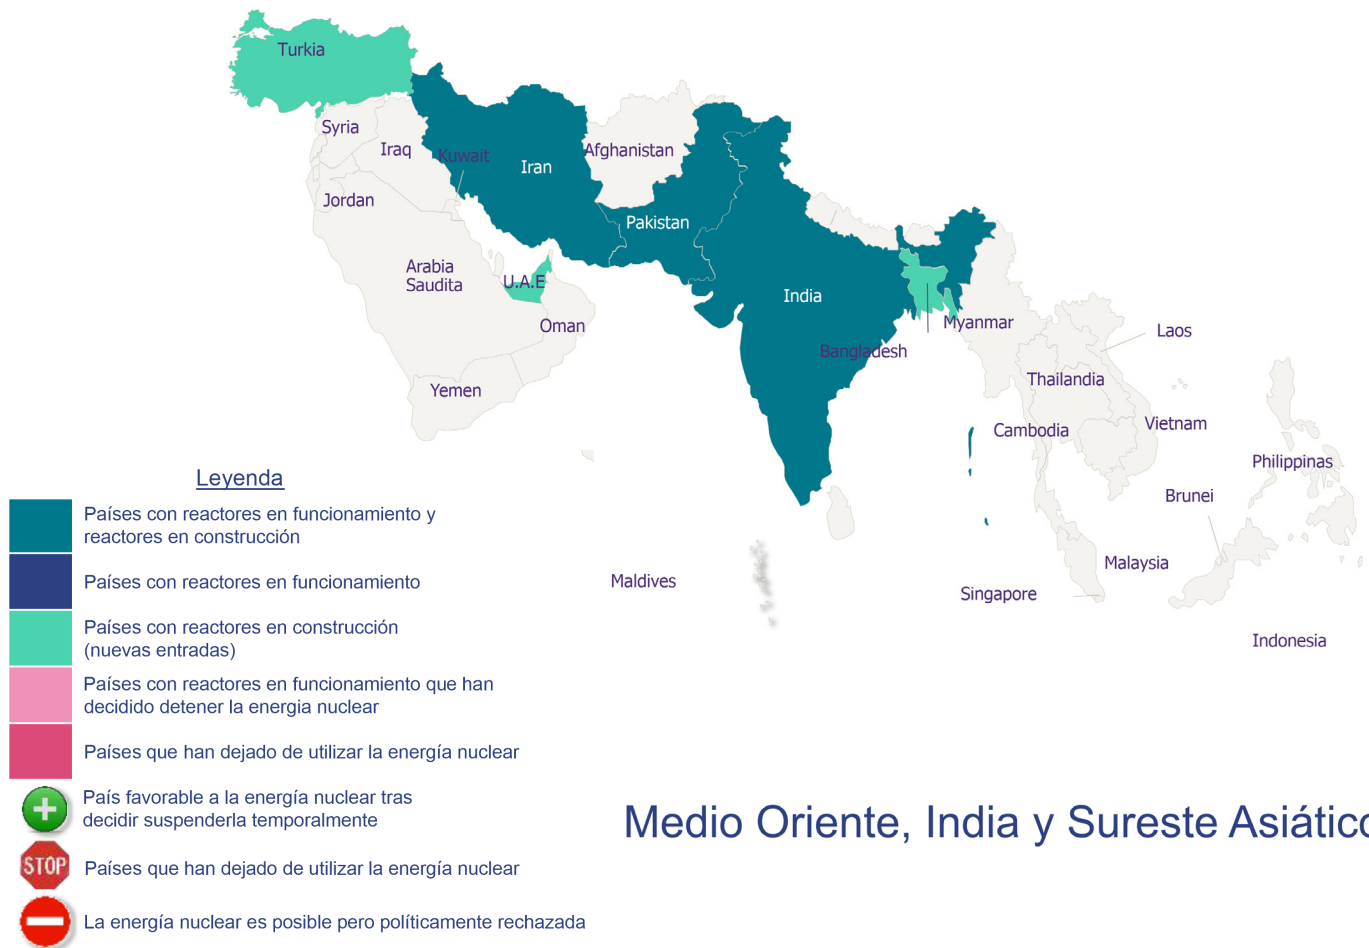 Turkia
Syria
Iraq
Kuwait
Iran
Afghanistan
Jordan
Pakistan
Arabia
Saudita
U.A.E
India
Oman
Myanmar
Laos
Bangladesh
Yemen
Thailandia
Cambodia
Vietnam
Philippinas
Brunei
Malaysia
Maldives
Singapore
Indonesia
Leyenda
Países con reactores en funcionamiento y
reactores en construcción
Países con reactores en funcionamiento
Países con reactores en construcción
(nuevas entradas)
Países con reactores en funcionamiento que han
decidido detener la energia nuclear
Países que han dejado de utilizar la energía nuclear
País favorable a la energía nuclear tras
decidir suspenderla temporalmente
STOP
Países que han dejado de utilizar la energía nuclear
La energía nuclear es posible pero políticamente rechazada
Medio Oriente, India y Sureste Asiático